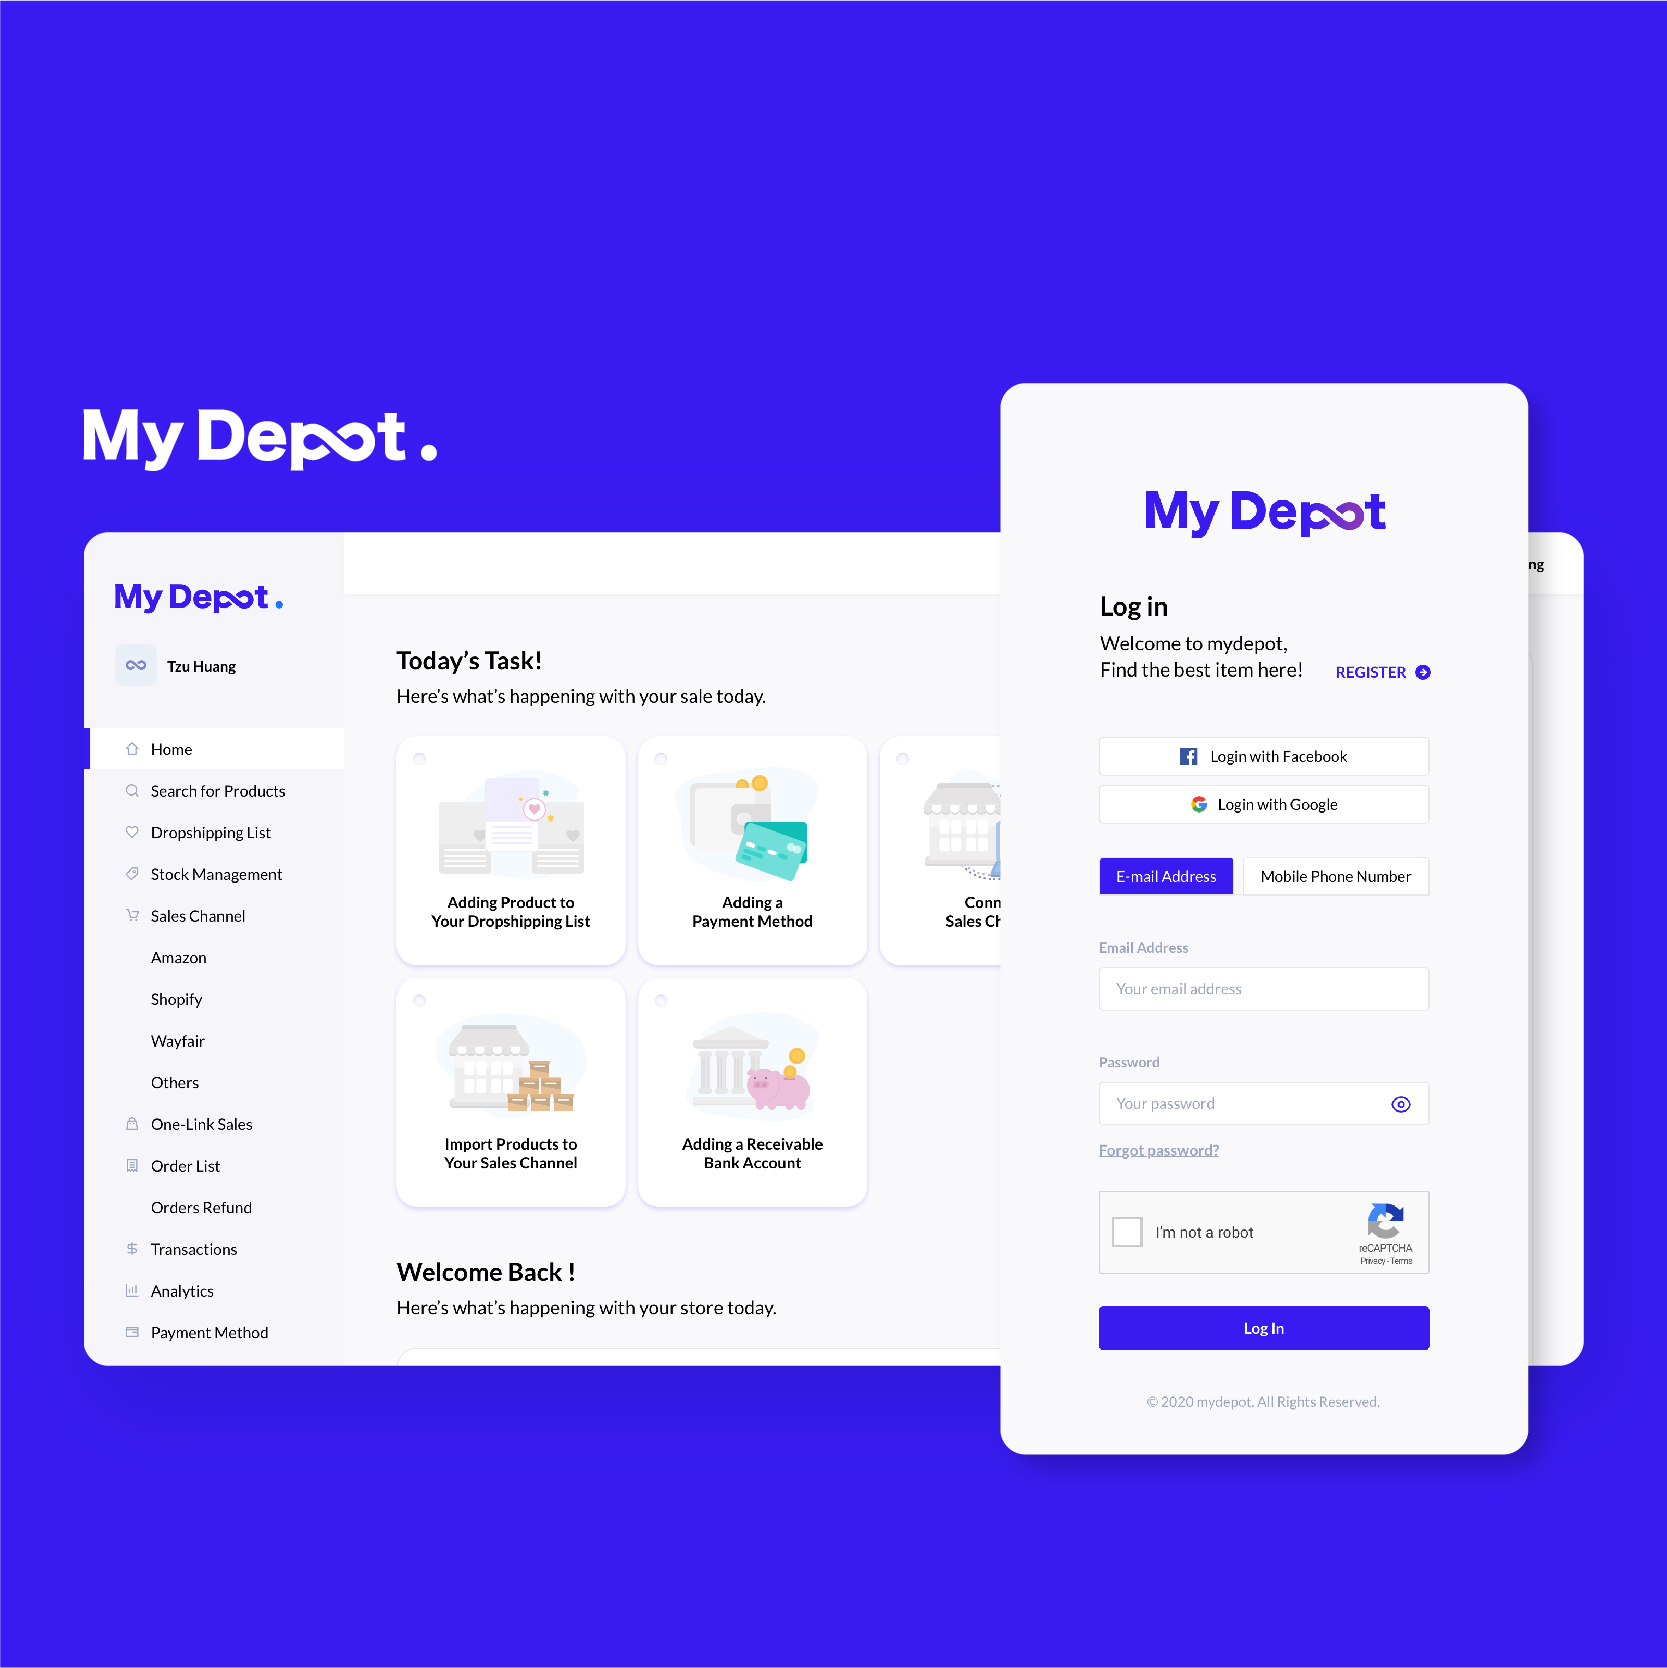 My Depot.
My Depot.
Tzu Huang
Home
Search for Products
Dropshipping List
Stock Management
Sales Channel
Amazon
Shopify
Wayfair
Others
One-Link Sales
Order List
Orders Refund
Transactions
Analytics
Payment Method
Today's Task!
Here's what's happening with your sale today.
Adding Product to
Your Dropshipping List
Adding a
Payment Method
Sales
Import Products to
Your Sales Channel
Adding a Receivable
Bank Account
Welcome Back !
Here's what's happening with your store today.
My Depot
Log in
Welcome to mydepot,
Find the best item here!
REGISTER
Login with Facebook
Login with Google
E-mail Address
Mobile Phone Number
Email Address
Your email address
Password
Your password
Forgot password?
I'm not a robot
reCAPTCHA
Privacy - Terms
Log In
© 2020 mydepot. All Rights Reserved.